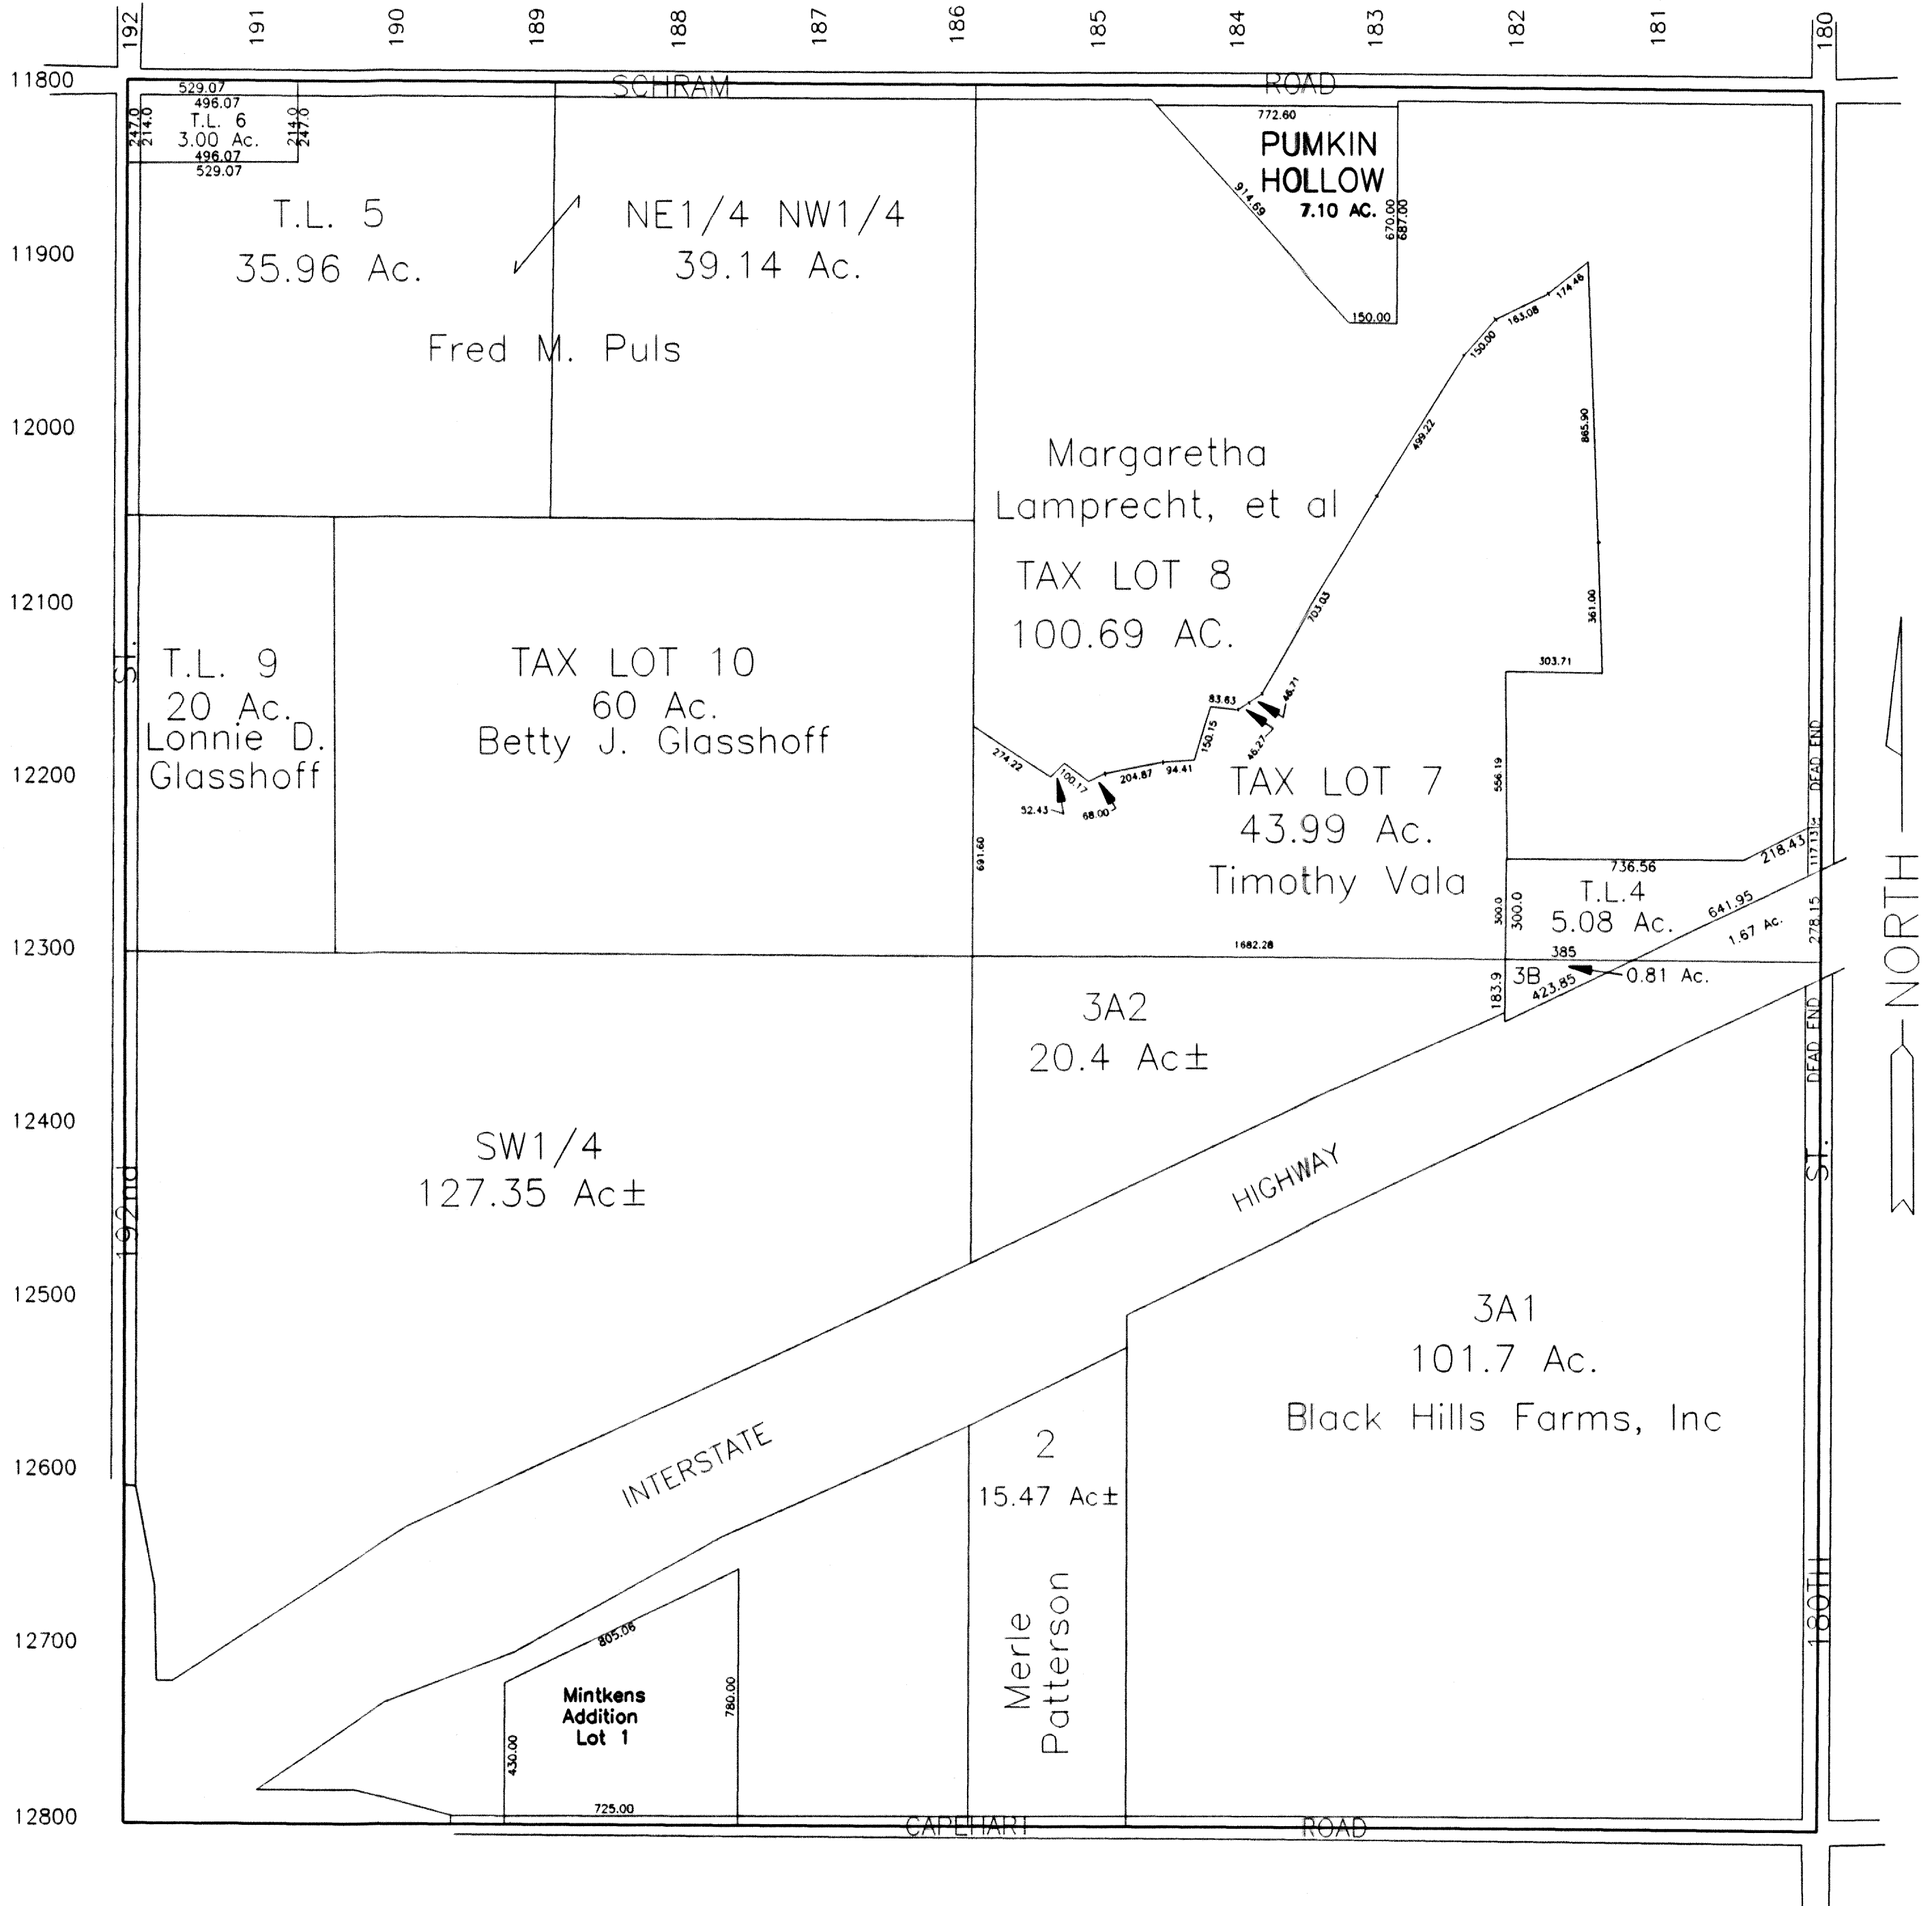 192
191
190
189
188
187
186
185
184
183
182
181
180
11800
11900
12000
12100
12200
12300
12400
12500
12600
12700
12800
SCHRAM ROAD
529.07
496.07
T.L. 6
3.00 Ac.
496.07
529.07
247.0
214.0
214.0
247.0
T.L. 5
35.96 Ac.
NE1/4 NW1/4
39.14 Ac.
Fred M. Puls
772.60
PUMKIN
HOLLOW
7.10 AC.
914.69
670.00
687.00
150.00
174.46
163.08
150.00
499.22
865.90
703.03
361.00
303.71
Margaretha
Lamprecht, et al
TAX LOT 8
100.69 AC.
T.L. 9
20 Ac.
Lonnie D.
Glasshoff
TAX LOT 10
60 Ac.
Betty J. Glasshoff
83.63
46.71
46.27
150.15
94.41
204.87
68.00
100.17
52.43
274.22
691.60
TAX LOT 7
43.99 Ac.
Timothy Vala
556.19
736.56
218.43
117.13
DEAD END
T.L.4
5.08 Ac.
300.0
300.0
641.95
1.67 Ac.
278.15
1682.28
385
3B
0.81 Ac.
423.85
183.9
3A2
20.4 Ac±
DEAD END
NORTH
SW1/4
127.35 Ac±
INTERSTATE HIGHWAY
3A1
101.7 Ac.
Black Hills Farms, Inc
2
15.47 Ac±
Merle
Patterson
805.06
Mintkens
Addition
Lot 1
780.00
430.00
725.00
CAPEHART ROAD
192nd ST.
180TH ST.